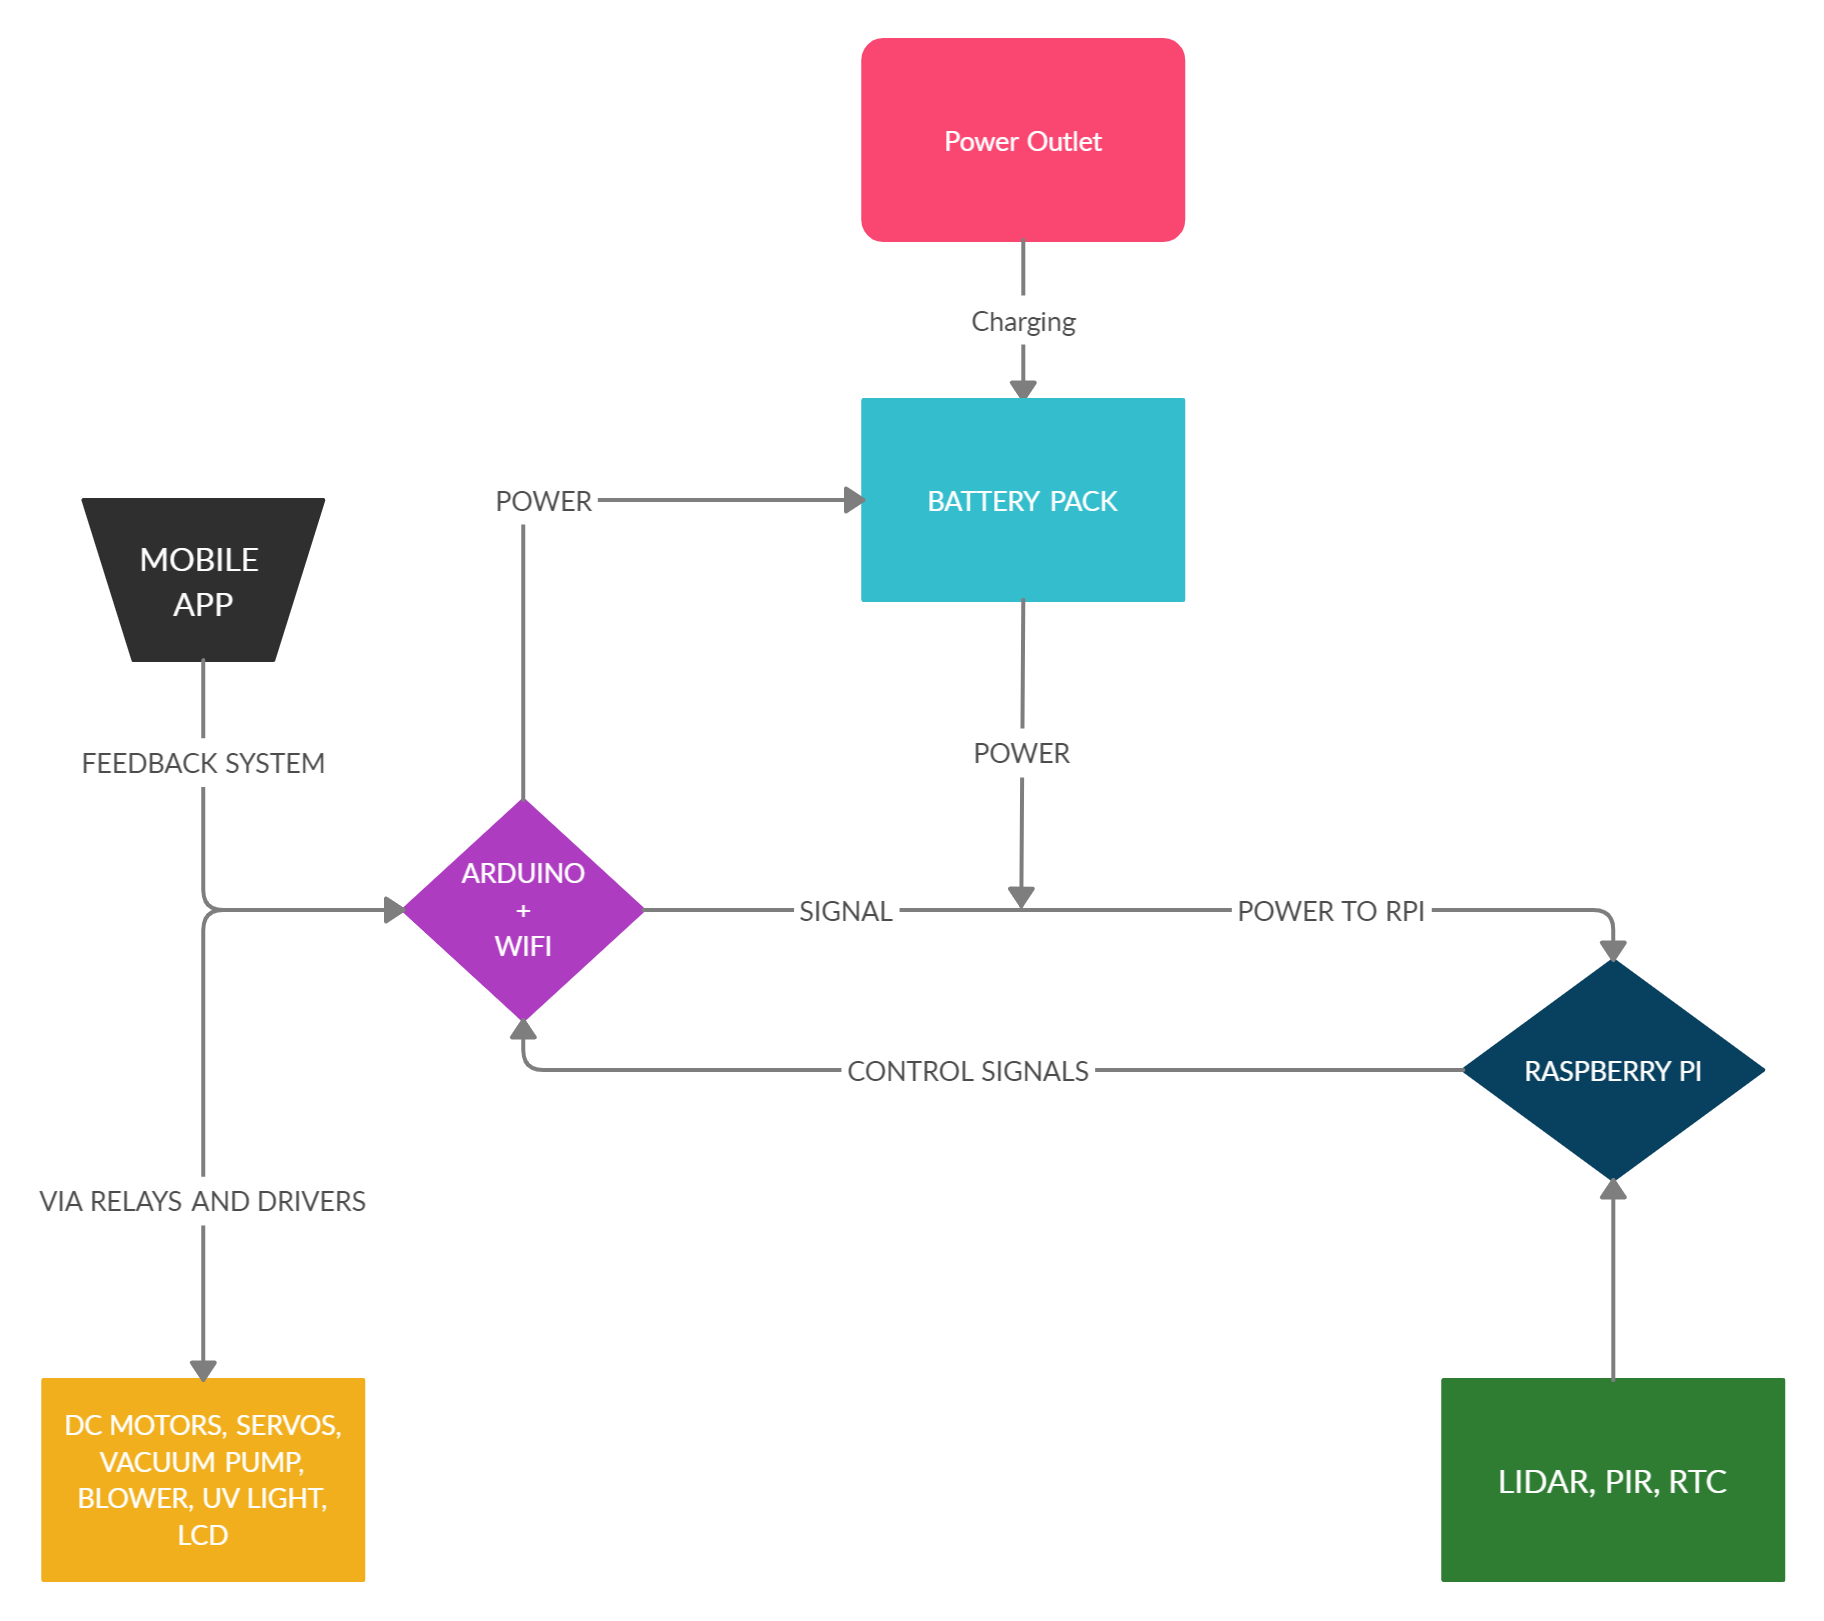 Power Outlet
Charging
POWER
BATTERY PACK
MOBILE
APP
FEEDBACK SYSTEM
POWER
ARDUINO
+
WIFI
SIGNAL
POWER TO RPI
CONTROL SIGNALS
RASPBERRY PI
VIA RELAYS AND DRIVERS
DC MOTORS, SERVOS,
VACUUM PUMP,
BLOWER, UV LIGHT,
LCD
LIDAR, PIR, RTC